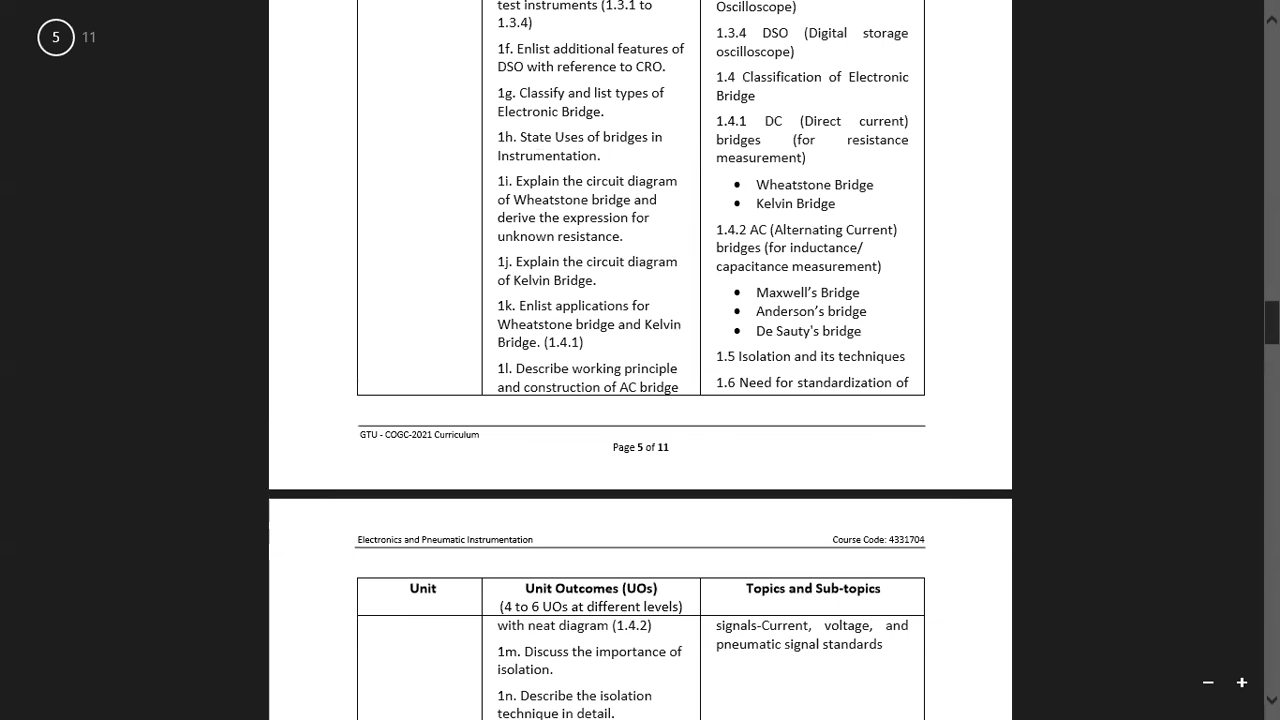 5 11
test instruments (1.3.1 to
1.3.4)
1f. Enlist additional features of
DSO with reference to CRO.
1g. Classify and list types of
Electronic Bridge.
1h. State Uses of bridges in
Instrumentation.
1i. Explain the circuit diagram
of Wheatstone bridge and
derive the expression for
unknown resistance.
1j. Explain the circuit diagram
of Kelvin Bridge.
1k. Enlist applications for
Wheatstone bridge and Kelvin
Bridge. (1.4.1)
1l. Describe working principle
and construction of AC bridge
Oscilloscope)
1.3.4 DSO (Digital storage
oscilloscope)
1.4 Classification of Electronic
Bridge
1.4.1 DC (Direct current)
bridges (for resistance
measurement)
• Wheatstone Bridge
• Kelvin Bridge
1.4.2 AC (Alternating Current)
bridges (for inductance/
capacitance measurement)
• Maxwell's Bridge
• Anderson's bridge
• De Sauty's bridge
1.5 Isolation and its techniques
1.6 Need for standardization of
GTU - COGC-2021 Curriculum
Page 5 of 11
Electronics and Pneumatic Instrumentation Course Code: 4331704
Unit
Unit Outcomes (UOs)
(4 to 6 UOs at different levels)
Topics and Sub-topics
with neat diagram (1.4.2)
1m. Discuss the importance of
isolation.
1n. Describe the isolation
technique in detail.
signals-Current, voltage, and
pneumatic signal standards